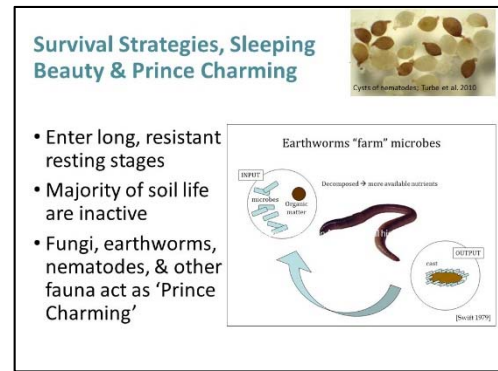 Survival Strategies, Sleeping
Beauty & Prince Charming
Cysts of nematodes; Turbe et al. 2010
• Enter long, resistant
resting stages
• Majority of soil life
are inactive
• Fungi, earthworms,
nematodes, & other
fauna act as ‘Prince
Charming’
Earthworms “farm” microbes
INPUT
microbes
Organic
matter
Decomposed → more available nutrients
OUTPUT
cast
[Swift 1979]